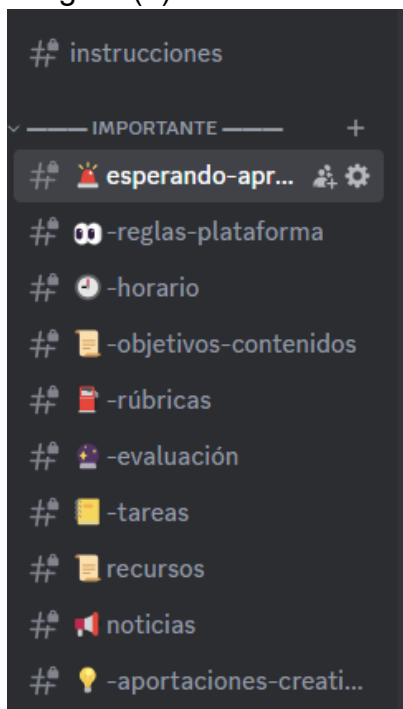 instrucciones
——— IMPORTANTE ——— +
🚨 esperando-apr...
👀 -reglas-plataforma
🕘 -horario
📜 -objetivos-contenidos
⛽ -rúbricas
🔮 -evaluación
📒 -tareas
📜 recursos
📢 noticias
💡 -aportaciones-creati...